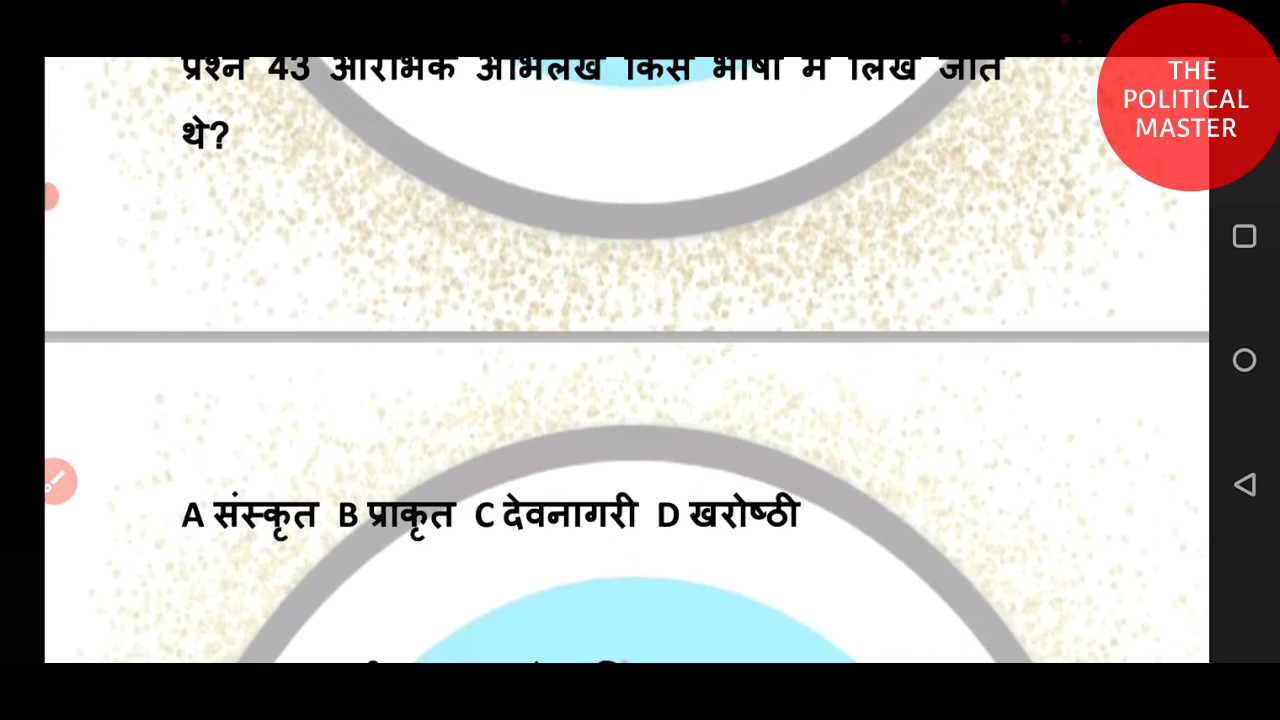 THE
POLITICAL
MASTER
प्रश्न 43 आरंभिक अभिलेख किस भाषा में लिखे जाते
थे?
A संस्कृत B प्राकृत C देवनागरी D खरोष्ठी